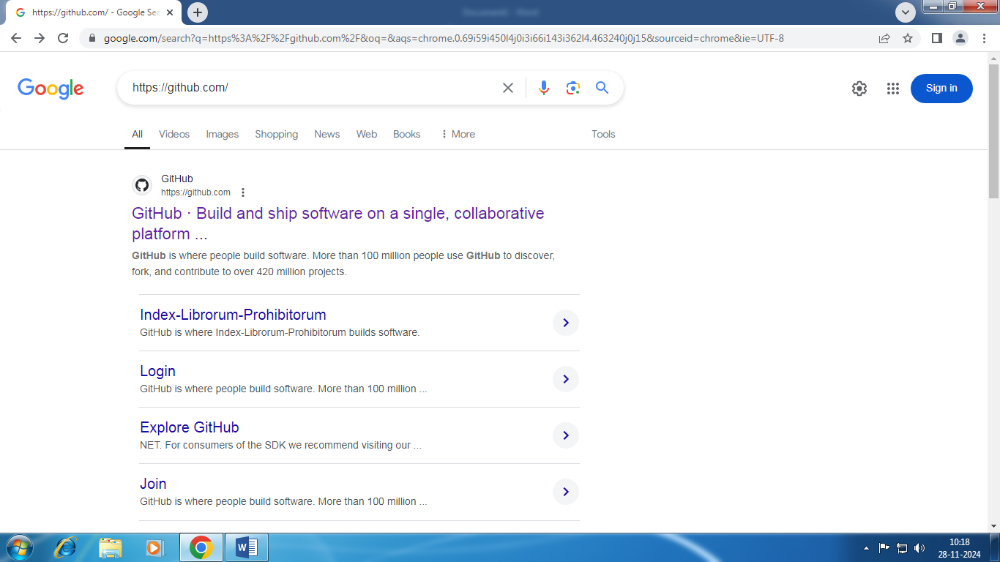 Document1 - Word
https://github.com/ - Google Sea
google.com/search?q=https%3A%2F%2Fgithub.com%2F&oq=&aqs=chrome.0.69i59i450l4j0i3i66i143i362l4.463240j0j15&sourceid=chrome&ie=UTF-8
Google
https://github.com/
Sign in
All Videos Images Shopping News Web Books More Tools
GitHub
https://github.com
GitHub · Build and ship software on a single, collaborative
platform ...
GitHub is where people build software. More than 100 million people use GitHub to discover,
fork, and contribute to over 420 million projects.
Index-Librorum-Prohibitorum
GitHub is where Index-Librorum-Prohibitorum builds software.
Login
GitHub is where people build software. More than 100 million ...
Explore GitHub
NET. For consumers of the SDK we recommend visiting our ...
Join
GitHub is where people build software. More than 100 million ...
W
10:18
28-11-2024